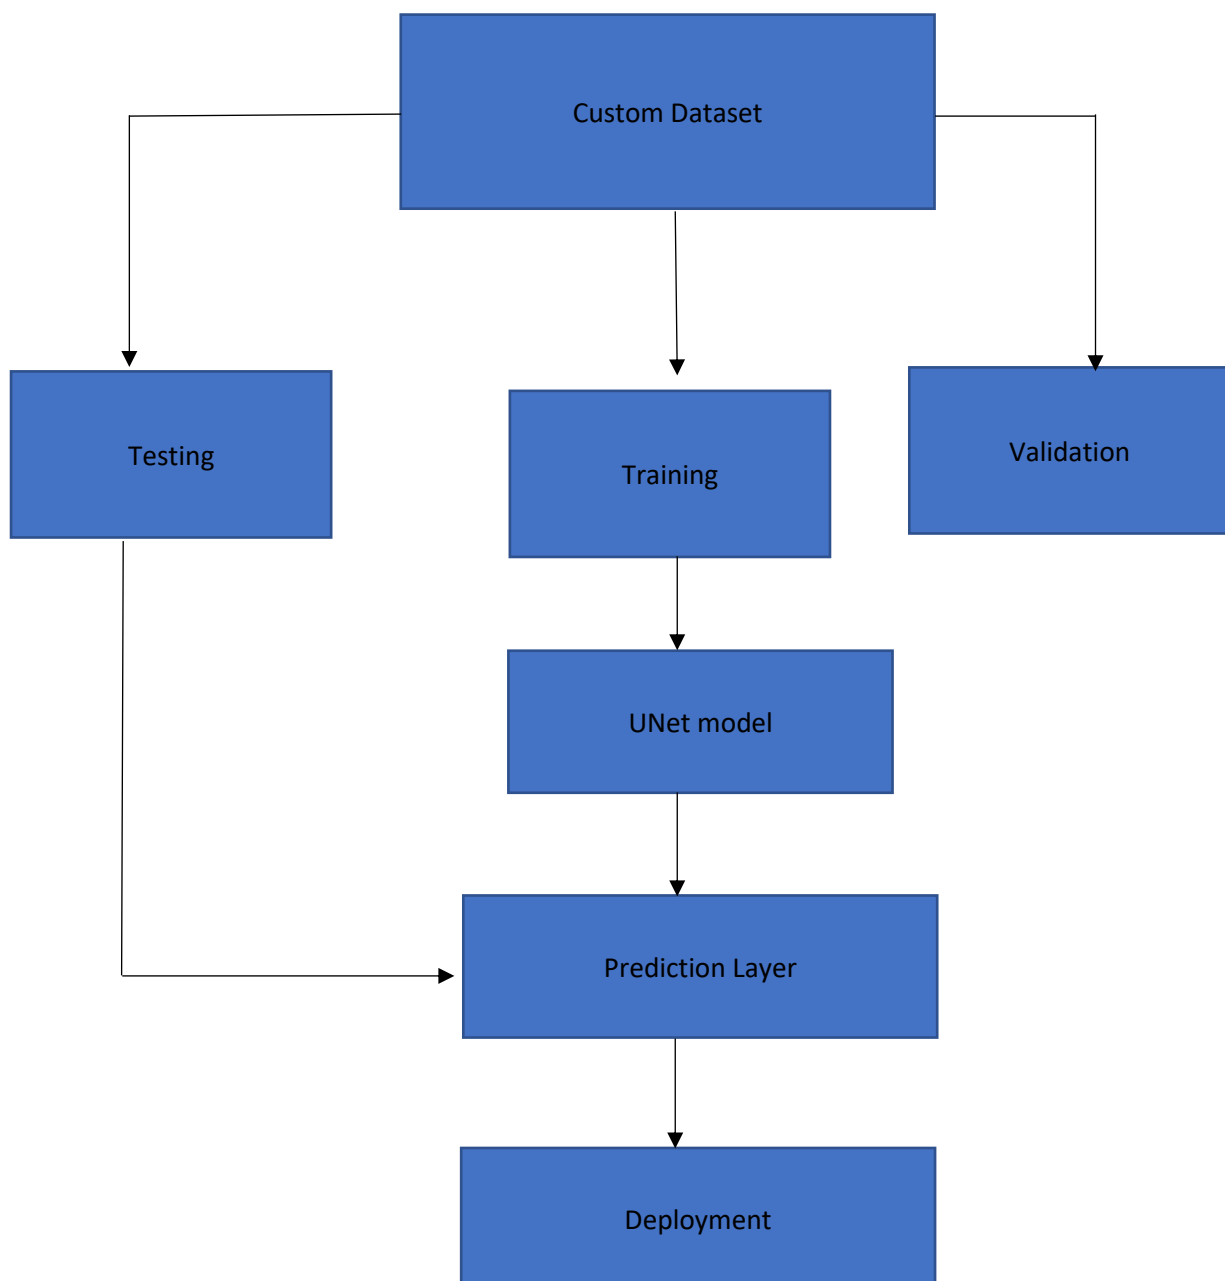 Custom Dataset
Testing
Training
Validation
UNet model
Prediction Layer
Deployment